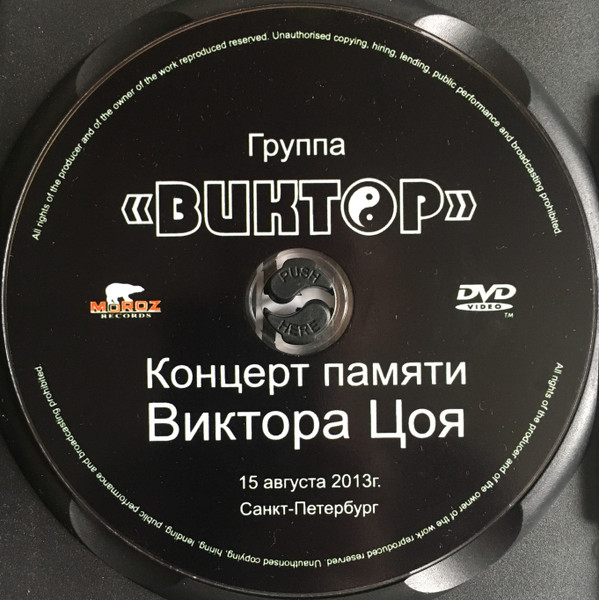 All rights of the producer and of the owner of the work reproduced reserved. Unauthorised copying, hiring, lending, public performance and broadcasting prohibited.
Группа
«ВИКТОР»
PUSH
HERE
MOROZ
RECORDS
DVD
VIDEO
TM
Концерт памяти
Виктора Цоя
15 августа 2013г.
Санкт-Петербург
All rights of the producer and of the owner of the work reproduced reserved. Unauthorised copying, hiring, lending, public performance and broadcasting prohibited.